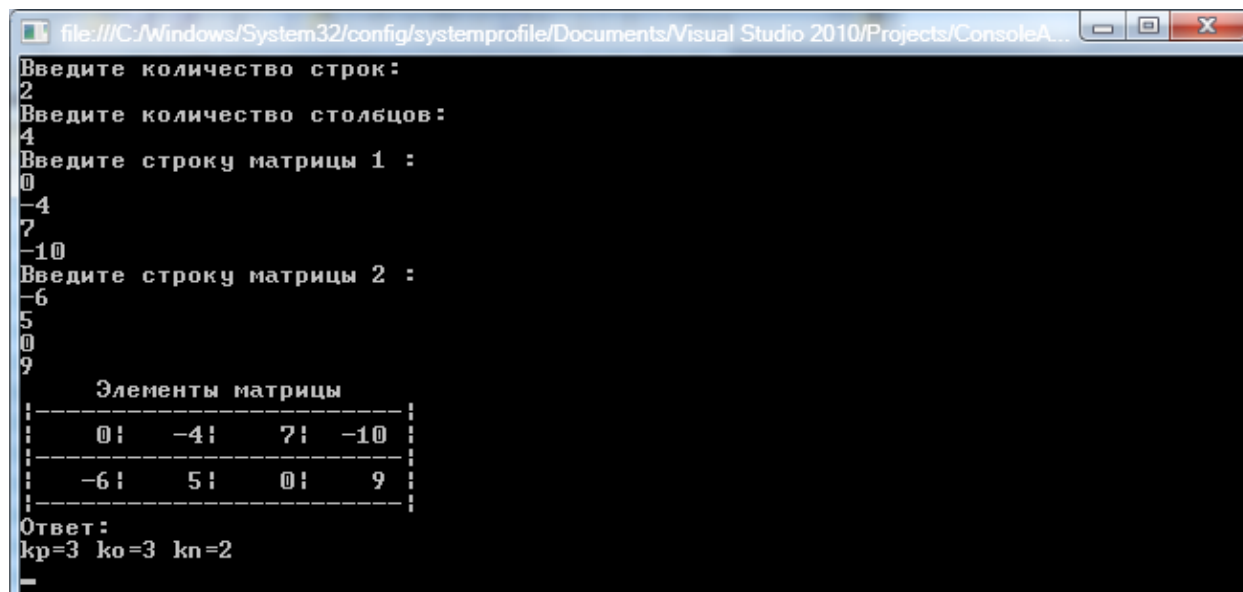 file:///C:/Windows/System32/config/systemprofile/Documents/Visual Studio 2010/Projects/ConsoleA...
Введите количество строк:
2
Введите количество столбцов:
4
Введите строку матрицы 1 :
0
-4
7
-10
Введите строку матрицы 2 :
-6
5
0
9
Элементы матрицы
¦------------------------¦
¦ 0¦ -4¦ 7¦ -10 ¦
¦------------------------¦
¦ -6¦ 5¦ 0¦ 9 ¦
¦------------------------¦
Ответ:
kp=3 ko=3 kn=2